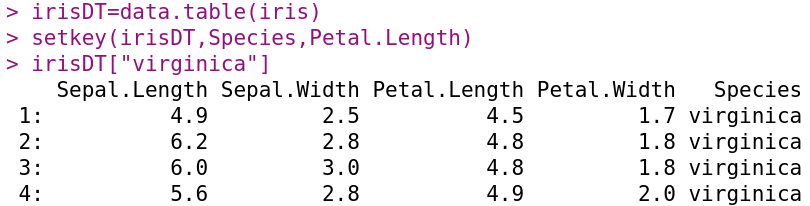 > irisDT=data.table(iris)
> setkey(irisDT,Species,Petal.Length)
> irisDT["virginica"]
Sepal.Length Sepal.Width Petal.Length Petal.Width Species
1: 4.9 2.5 4.5 1.7 virginica
2: 6.2 2.8 4.8 1.8 virginica
3: 6.0 3.0 4.8 1.8 virginica
4: 5.6 2.8 4.9 2.0 virginica